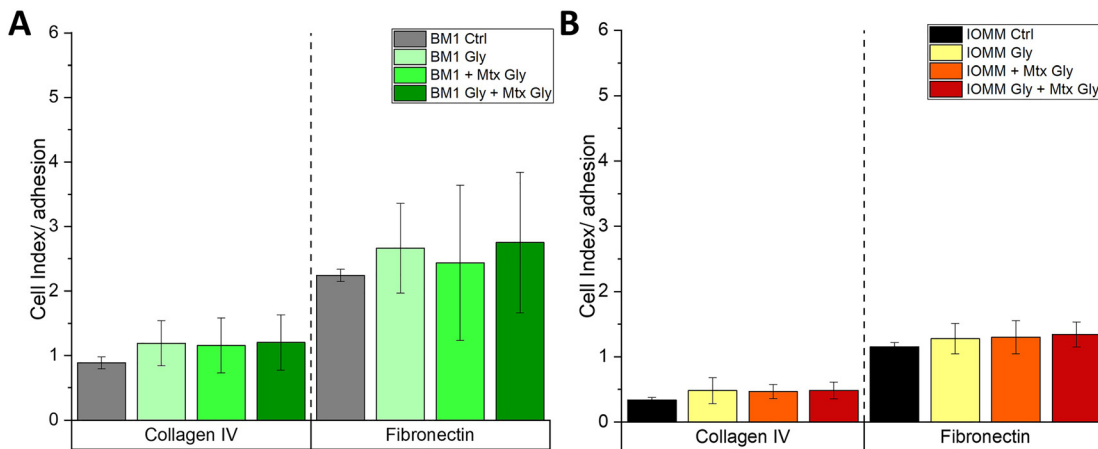 A
Cell Index/ adhesion
6
5
4
3
2
1
0
BM1 Ctrl
BM1 Gly
BM1 + Mtx Gly
BM1 Gly + Mtx Gly
Collagen IV
Fibronectin
B
Cell Index/ adhesion
6
5
4
3
2
1
0
IOMM Ctrl
IOMM Gly
IOMM + Mtx Gly
IOMM Gly + Mtx Gly
Collagen IV
Fibronectin